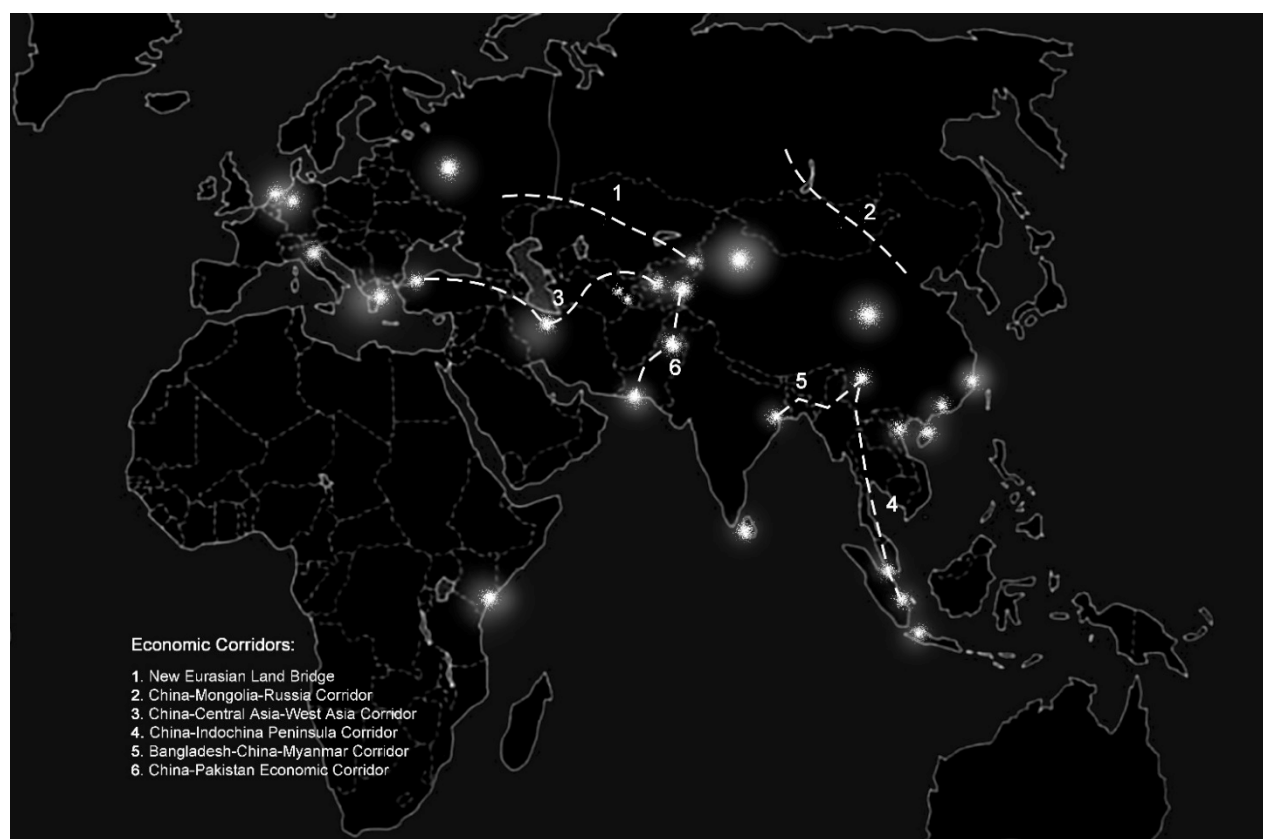 1
2
3
6
5
4
Economic Corridors:
1. New Eurasian Land Bridge
2. China-Mongolia-Russia Corridor
3. China-Central Asia-West Asia Corridor
4. China-Indochina Peninsula Corridor
5. Bangladesh-China-Myanmar Corridor
6. China-Pakistan Economic Corridor